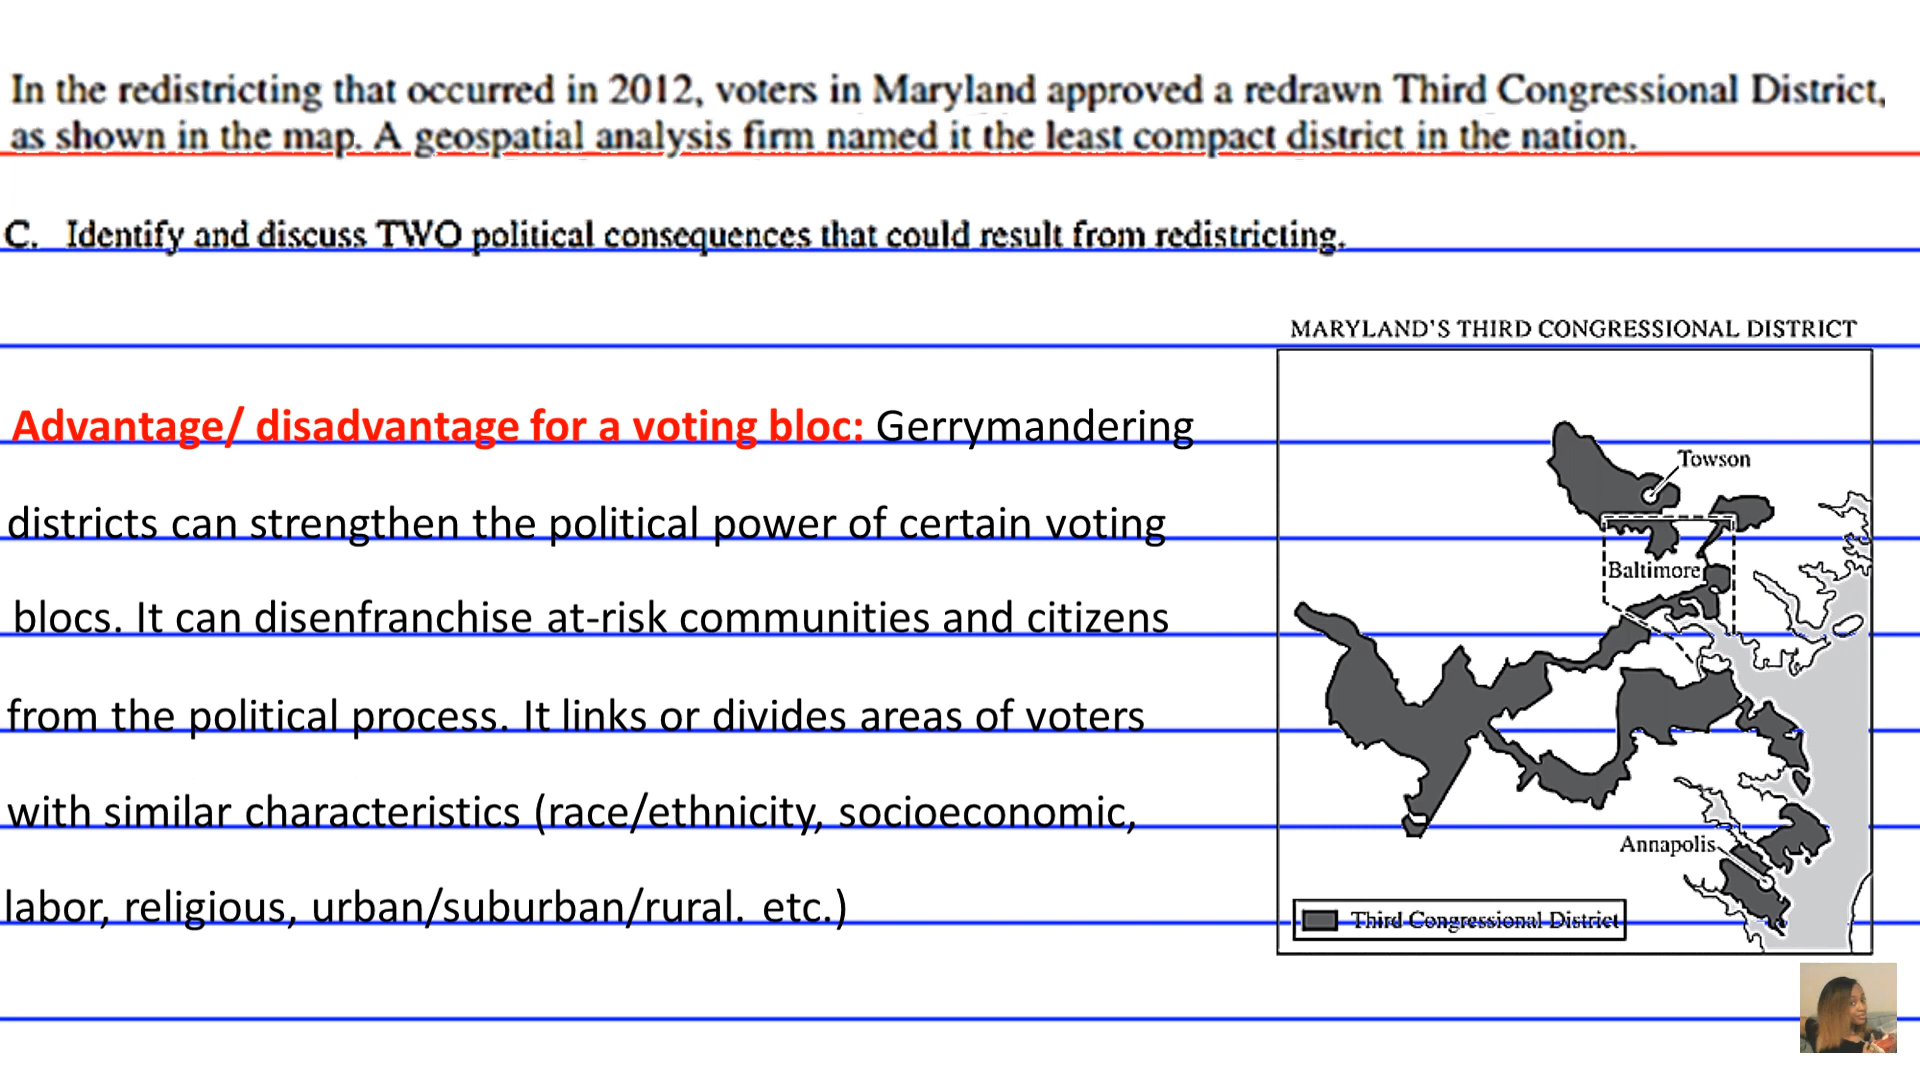 In the redistricting that occurred in 2012, voters in Maryland approved a redrawn Third Congressional District,
as shown in the map. A geospatial analysis firm named it the least compact district in the nation.
C. Identify and discuss TWO political consequences that could result from redistricting.
Advantage/ disadvantage for a voting bloc: Gerrymandering
districts can strengthen the political power of certain voting
blocs. It can disenfranchise at-risk communities and citizens
from the political process. It links or divides areas of voters
with similar characteristics (race/ethnicity, socioeconomic,
labor, religious, urban/suburban/rural. etc.)
MARYLAND'S THIRD CONGRESSIONAL DISTRICT
Towson
Baltimore
Annapolis
Third Congressional District